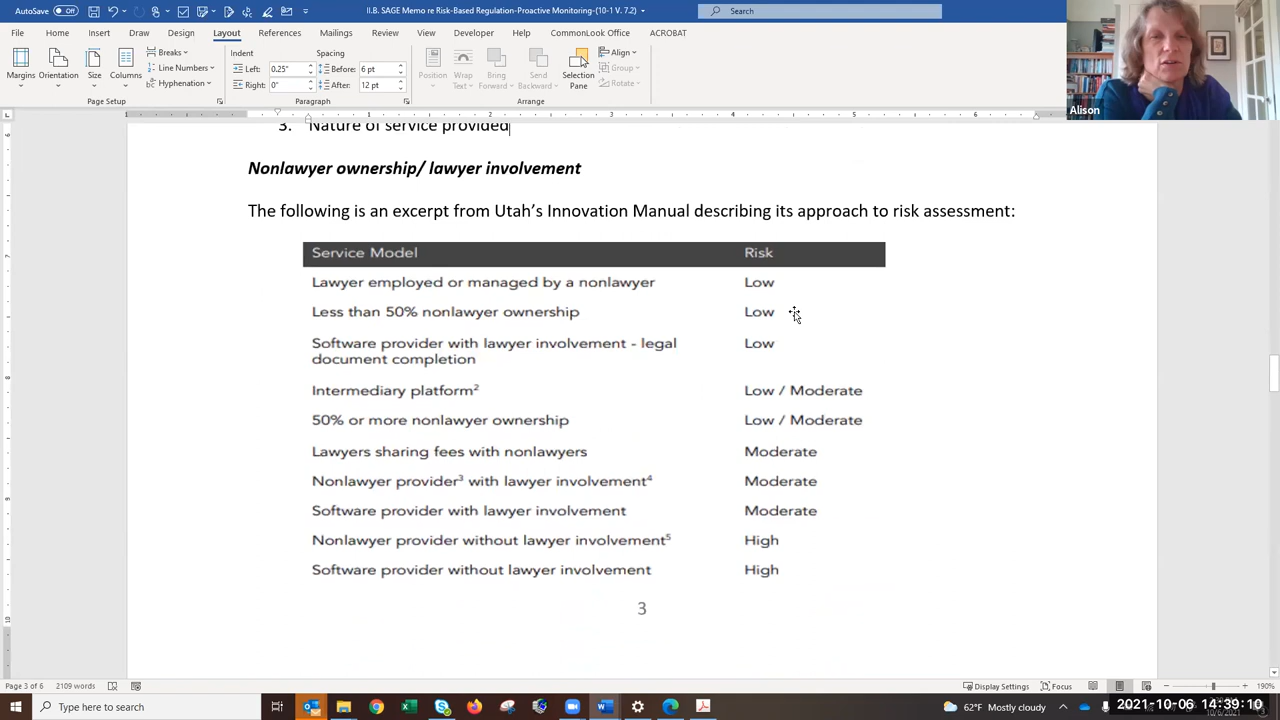 AutoSave Off
II.B. SAGE Memo re Risk-Based Regulation-Proactive Monitoring-(10-1 V. 7.2)
Search
File Home Insert Draw Design Layout References Mailings Review View Developer Help CommonLook Office ACROBAT
Margins Orientation Size Columns
Breaks
Line Numbers
Hyphenation
Page Setup
Indent Spacing
Left: 0.25" Before: 6 pt
Right: 0" After: 12 pt
Paragraph
Position Wrap Text Bring Forward Send Backward Selection Pane
Align
Group
Rotate
Arrange
Alison
1 1 2 3 4 5 6
3. Nature of service provided
Nonlawyer ownership/ lawyer involvement
The following is an excerpt from Utah's Innovation Manual describing its approach to risk assessment:
Service Model Risk
Lawyer employed or managed by a nonlawyer Low
Less than 50% nonlawyer ownership Low
Software provider with lawyer involvement - legal document completion Low
Intermediary platform2 Low / Moderate
50% or more nonlawyer ownership Low / Moderate
Lawyers sharing fees with nonlawyers Moderate
Nonlawyer provider3 with lawyer involvement4 Moderate
Software provider with lawyer involvement Moderate
Nonlawyer provider without lawyer involvement5 High
Software provider without lawyer involvement High
3
Page 3 of 6 2109 words Display Settings Focus 190%
Type here to search
62°F Mostly cloudy
2021-10-06 14:39:10